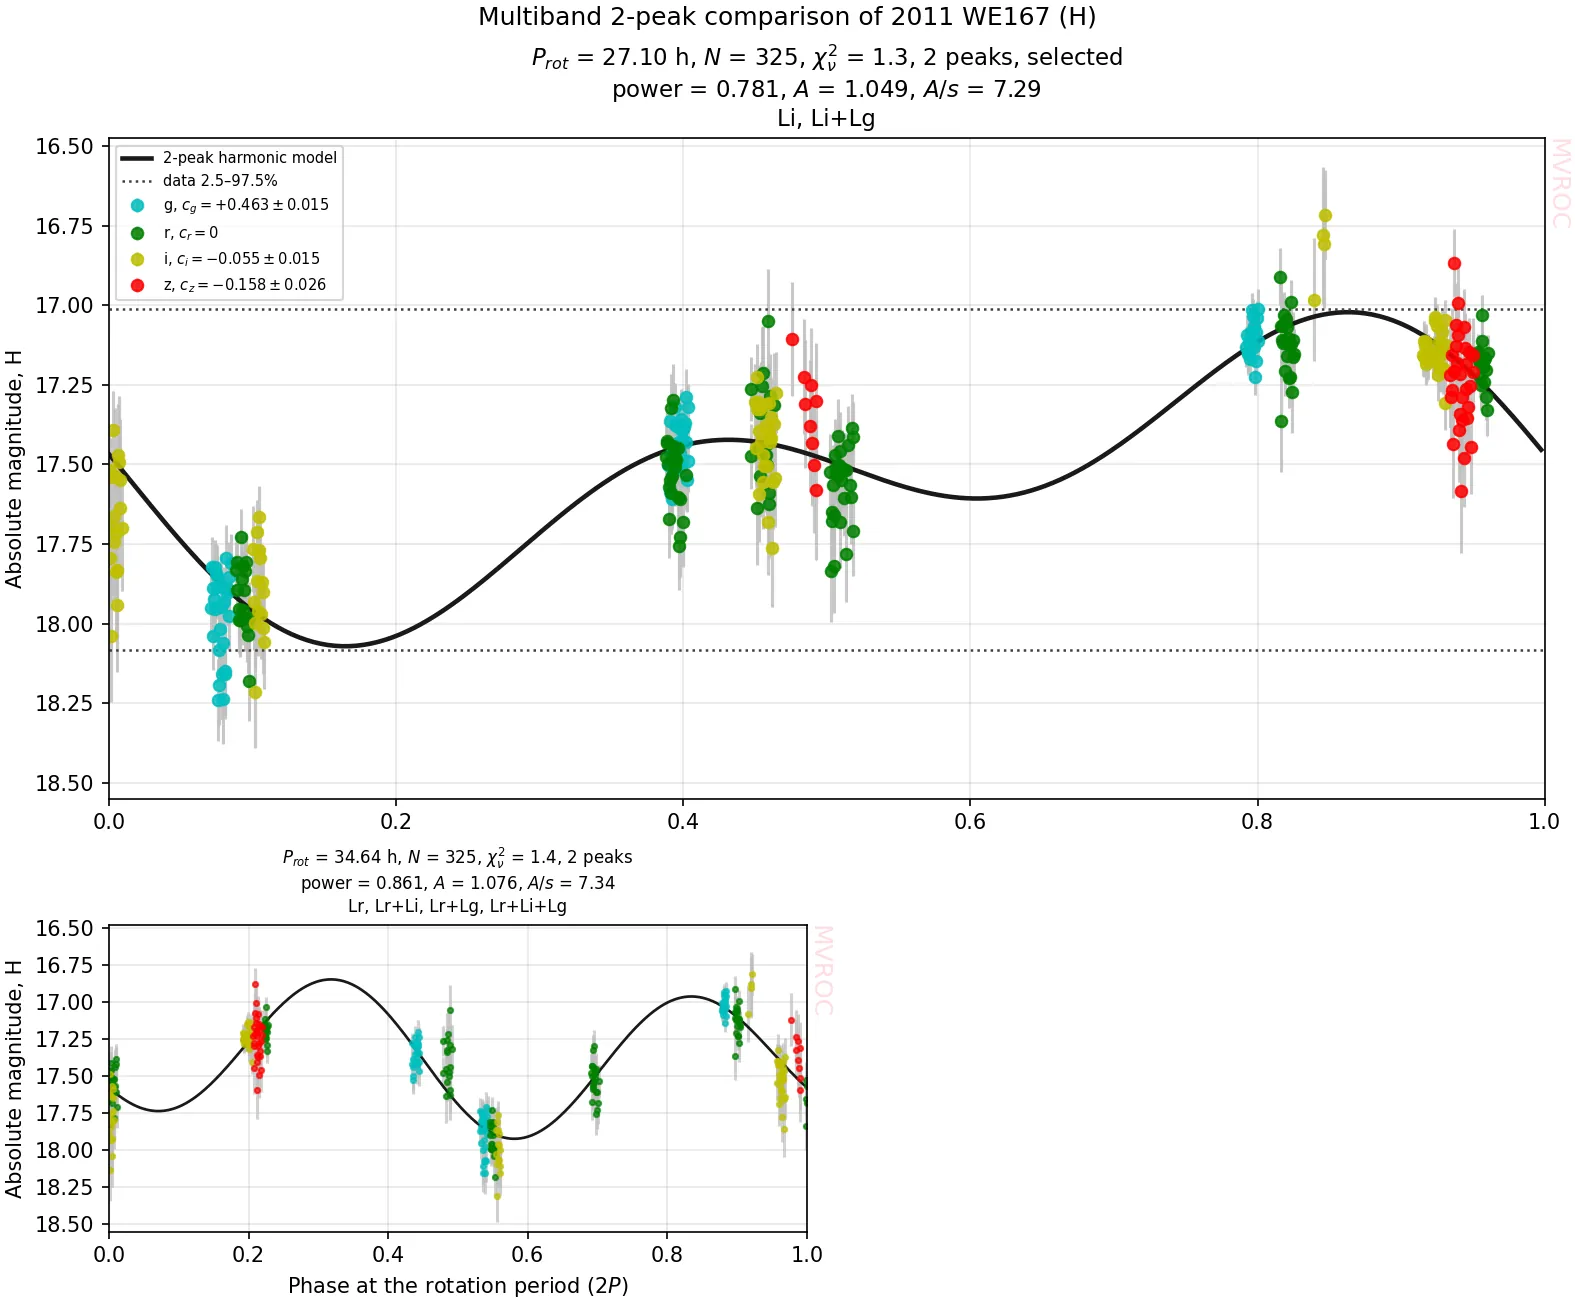 Multiband 2-peak comparison of 2011 WE167 (H)
P_rot = 27.10 h, N = 325, χ²_ν = 1.3, 2 peaks, selected
power = 0.781, A = 1.049, A/s = 7.29
Li, Li+Lg
16.50
16.75
17.00
17.25
17.50
17.75
18.00
18.25
18.50
Absolute magnitude, H
2-peak harmonic model
data 2.5–97.5%
g, c_g = +0.463 ± 0.015
r, c_r = 0
i, c_i = −0.055 ± 0.015
z, c_z = −0.158 ± 0.026
MVROC
0.0 0.2 0.4 0.6 0.8 1.0
P_rot = 34.64 h, N = 325, χ²_ν = 1.4, 2 peaks
power = 0.861, A = 1.076, A/s = 7.34
Lr, Lr+Li, Lr+Lg, Lr+Li+Lg
16.50
16.75
17.00
17.25
17.50
17.75
18.00
18.25
18.50
Absolute magnitude, H
MVROC
0.0 0.2 0.4 0.6 0.8 1.0
Phase at the rotation period (2P)